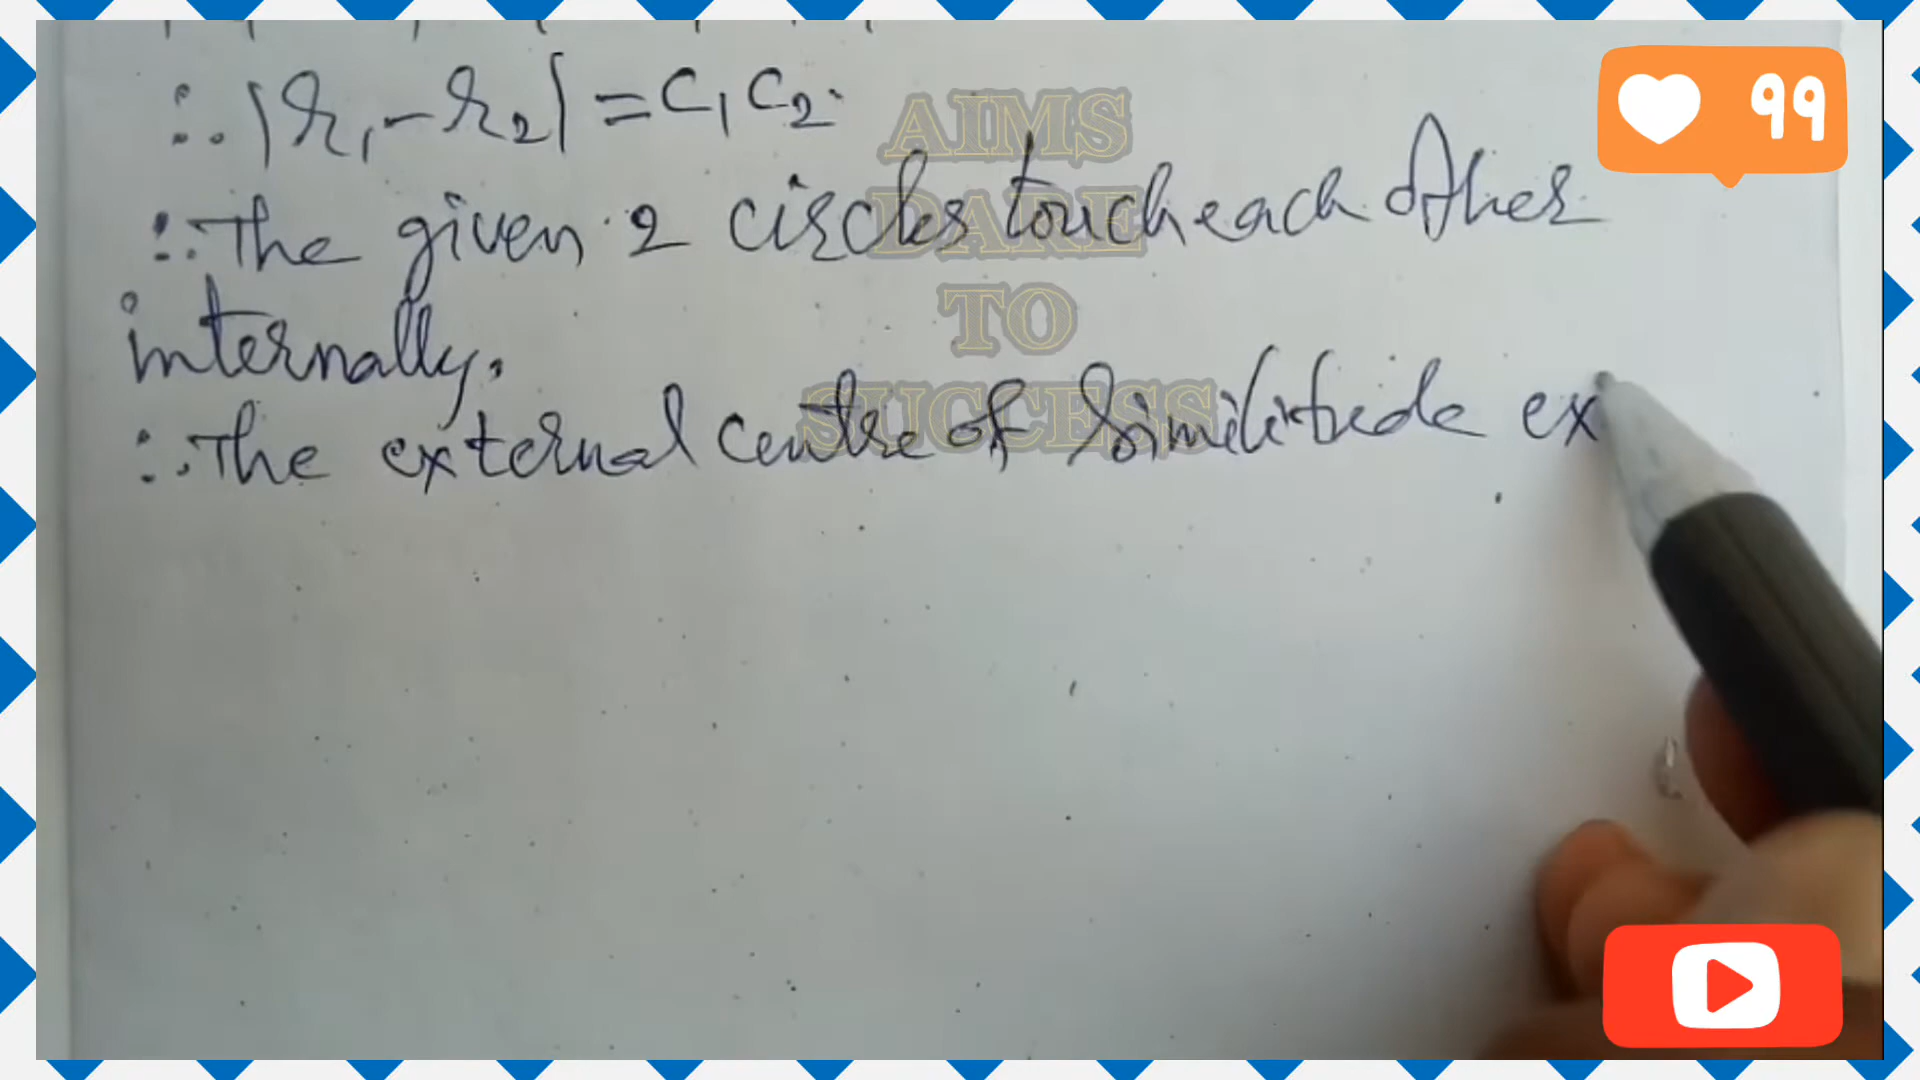 ∴ |r₁-r₂| = C₁C₂.
∴ The given 2 circles touch each other
internally.
∴ The external centre of similitude ex
AIMS
DARE
TO
SUCCESS
99